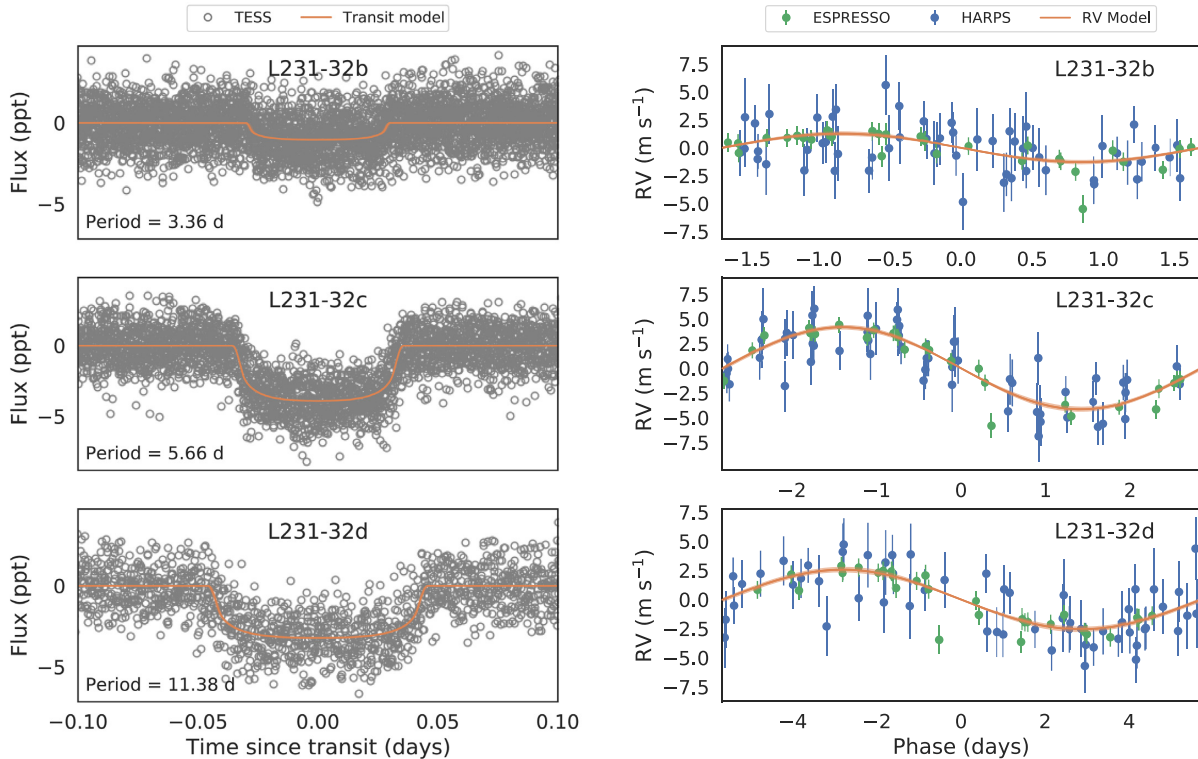 TESS Transit model
ESPRESSO HARPS RV Model
L231-32b
Flux (ppt)
0
−5
Period = 3.36 d
L231-32c
Flux (ppt)
0
−5
Period = 5.66 d
L231-32d
Flux (ppt)
0
−5
Period = 11.38 d
−0.10 −0.05 0.00 0.05 0.10
Time since transit (days)
L231-32b
RV (m s⁻¹)
7.5
5.0
2.5
0.0
−2.5
−5.0
−7.5
−1.5 −1.0 −0.5 0.0 0.5 1.0 1.5
L231-32c
RV (m s⁻¹)
7.5
5.0
2.5
0.0
−2.5
−5.0
−7.5
−2 −1 0 1 2
L231-32d
RV (m s⁻¹)
7.5
5.0
2.5
0.0
−2.5
−5.0
−7.5
−4 −2 0 2 4
Phase (days)